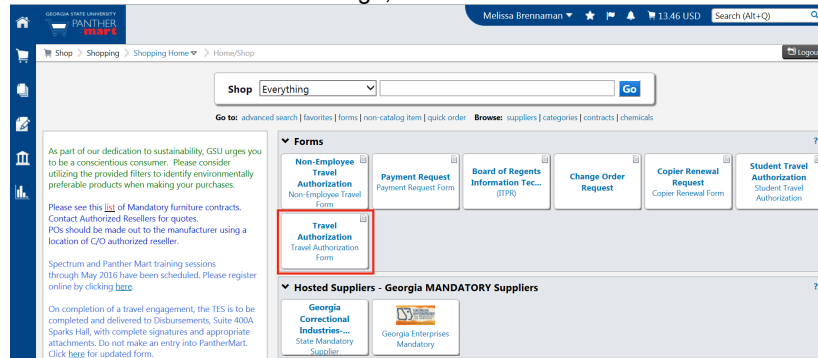 GEORGIA STATE UNIVERSITY
PANTHER
mart
Melissa Brennaman
13.46 USD
Search (Alt+Q)
Shop > Shopping > Shopping Home > Home/Shop
Logou
Shop Everything Go
Go to: advanced search | favorites | forms | non-catalog item | quick order Browse: suppliers | categories | contracts | chemicals
As part of our dedication to sustainability, GSU urges you
to be a conscientious consumer. Please consider
utilizing the provided filters to identify environmentally
preferable products when making your purchases.
Please see this list of Mandatory furniture contracts.
Contact Authorized Resellers for quotes.
POs should be made out to the manufacturer using a
location of C/O authorized reseller.
Spectrum and Panther Mart training sessions
through May 2016 have been scheduled. Please register
online by clicking here.
On completion of a travel engagement, the TES is to be
completed and delivered to Disbursements, Suite 400A
Sparks Hall, with complete signatures and appropriate
attachments. Do not make an entry into PantherMart.
Click here for updated form.
Forms
?
Non-Employee
Travel
Authorization
Non-Employee Travel
Form
Payment Request
Payment Request Form
Board of Regents
Information Tec...
(ITPR)
Change Order
Request
Copier Renewal
Request
Copier Renewal Form
Student Travel
Authorization
Student Travel
Authorization
Travel
Authorization
Travel Authorization
Form
Hosted Suppliers - Georgia MANDATORY Suppliers
?
Georgia
Correctional
Industries-...
State Mandatory
Supplier
Georgia Enterprises
Mandatory